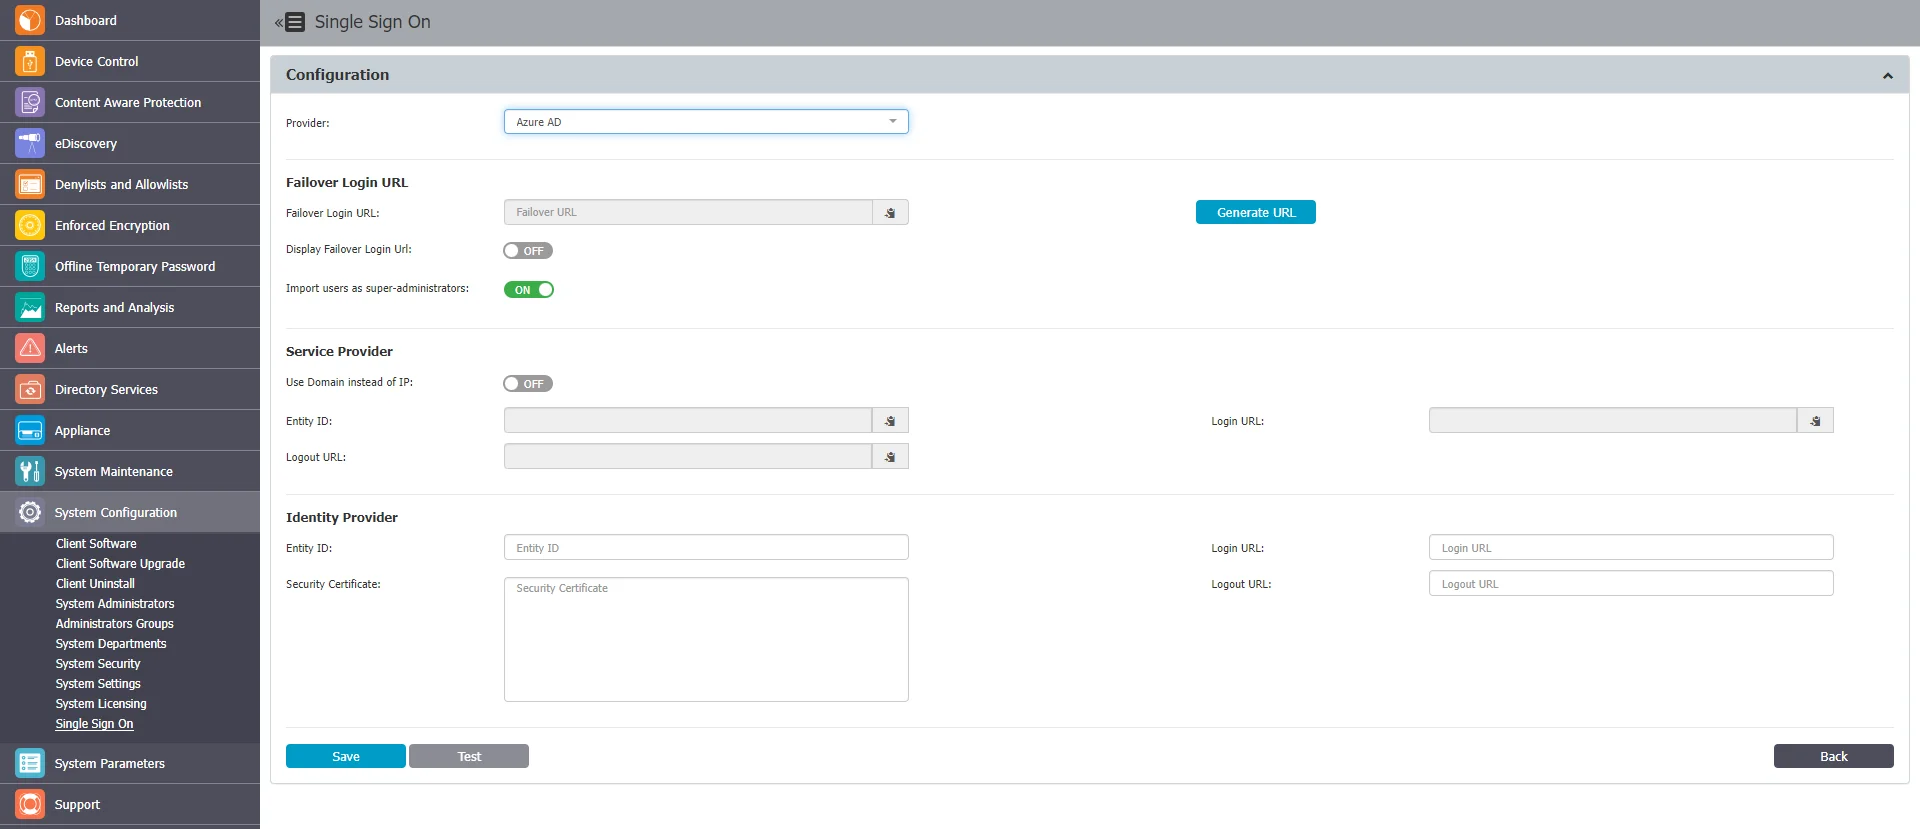 Dashboard
Device Control
Content Aware Protection
eDiscovery
Denylists and Allowlists
Enforced Encryption
Offline Temporary Password
Reports and Analysis
Alerts
Directory Services
Appliance
System Maintenance
System Configuration
Client Software
Client Software Upgrade
Client Uninstall
System Administrators
Administrators Groups
System Departments
System Security
System Settings
System Licensing
Single Sign On
System Parameters
Support
Single Sign On
Configuration
Provider:
Azure AD
Failover Login URL
Failover Login URL:
Failover URL
Generate URL
Display Failover Login Url:
OFF
Import users as super-administrators:
ON
Service Provider
Use Domain instead of IP:
OFF
Entity ID:
Login URL:
Logout URL:
Identity Provider
Entity ID:
Entity ID
Login URL:
Login URL
Security Certificate:
Security Certificate
Logout URL:
Logout URL
Save
Test
Back